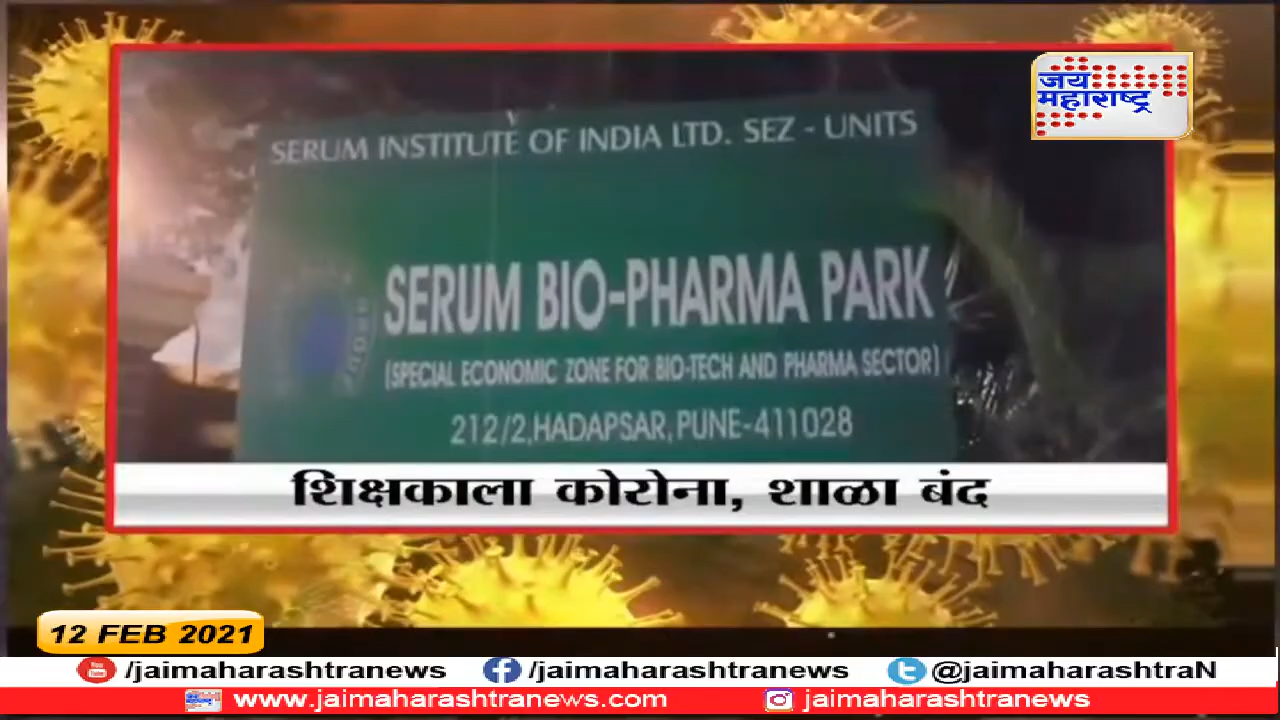 जय
महाराष्ट्र
SERUM INSTITUTE OF INDIA LTD. SEZ - UNITS
SERUM BIO-PHARMA PARK
(SPECIAL ECONOMIC ZONE FOR BIO-TECH AND PHARMA SECTOR)
212/2, HADAPSAR, PUNE-411028
शिक्षकाला कोरोना, शाळा बंद
12 FEB 2021
/jaimaharashtranews /jaimaharashtranews @jaimaharashtraN
www.jaimaharashtranews.com jaimaharashtranews